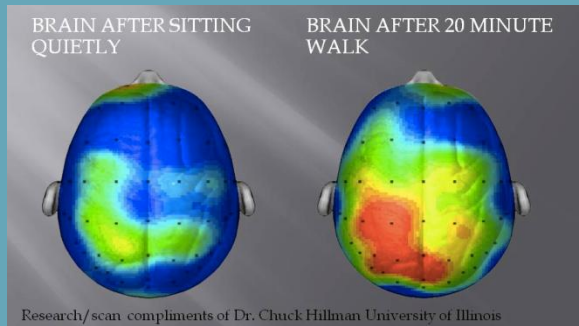 BRAIN AFTER SITTING
QUIETLY
BRAIN AFTER 20 MINUTE
WALK
Research/scan compliments of Dr. Chuck Hillman University of Illinois